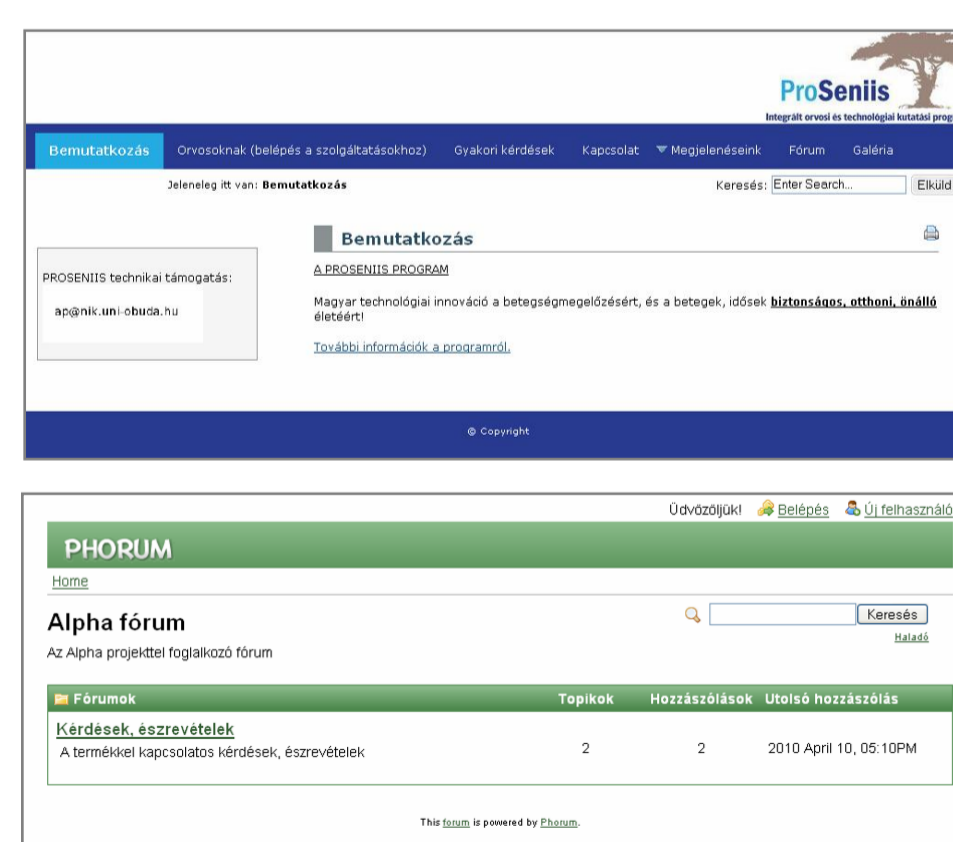 ProSeniis
Integrált orvosi és technológiai kutatási prog
Bemutatkozás Orvosoknak (belépés a szolgáltatásokhoz) Gyakori kérdések Kapcsolat Megjelenéseink Fórum Galéria
Jelenleg itt van: Bemutatkozás Keresés: Enter Search... Elküld
Bemutatkozás
PROSENIIS technikai támogatás:
ap@nik.uni-obuda.hu
A PROSENIIS PROGRAM
Magyar technológiai innováció a betegségmegelőzésért, és a betegek, idősek biztonságos, otthoni, önálló
életéért!
További információk a programról.
© Copyright
Üdvözöljük! Belépés Új felhasználó
PHORUM
Home
Alpha fórum
Keresés
Haladó
Az Alpha projekttel foglalkozó fórum
Fórumok Topikok Hozzászólások Utolsó hozzászólás
Kérdések, észrevételek
A termékkel kapcsolatos kérdések, észrevételek 2 2 2010 April 10, 05:10PM
This forum is powered by Phorum.